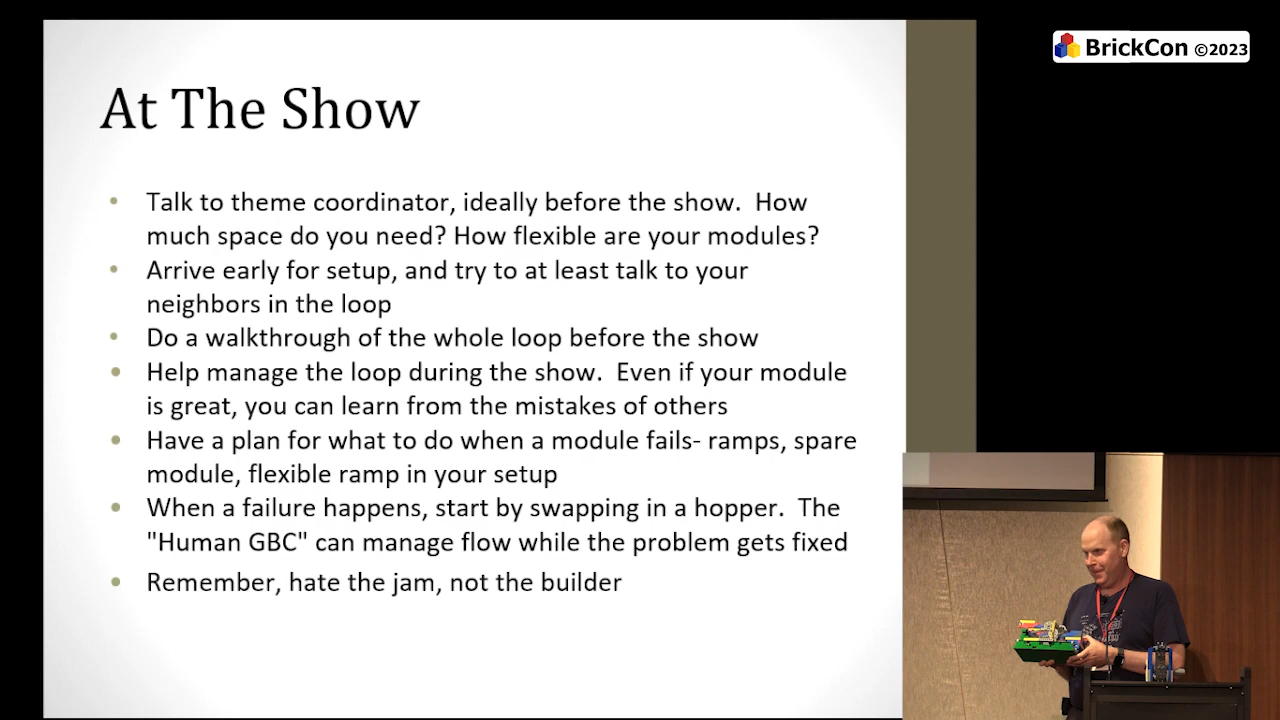 BrickCon ©2023
At The Show
• Talk to theme coordinator, ideally before the show.  How
much space do you need? How flexible are your modules?
• Arrive early for setup, and try to at least talk to your
neighbors in the loop
• Do a walkthrough of the whole loop before the show
• Help manage the loop during the show.  Even if your module
is great, you can learn from the mistakes of others
• Have a plan for what to do when a module fails- ramps, spare
module, flexible ramp in your setup
• When a failure happens, start by swapping in a hopper.  The
"Human GBC" can manage flow while the problem gets fixed
• Remember, hate the jam, not the builder